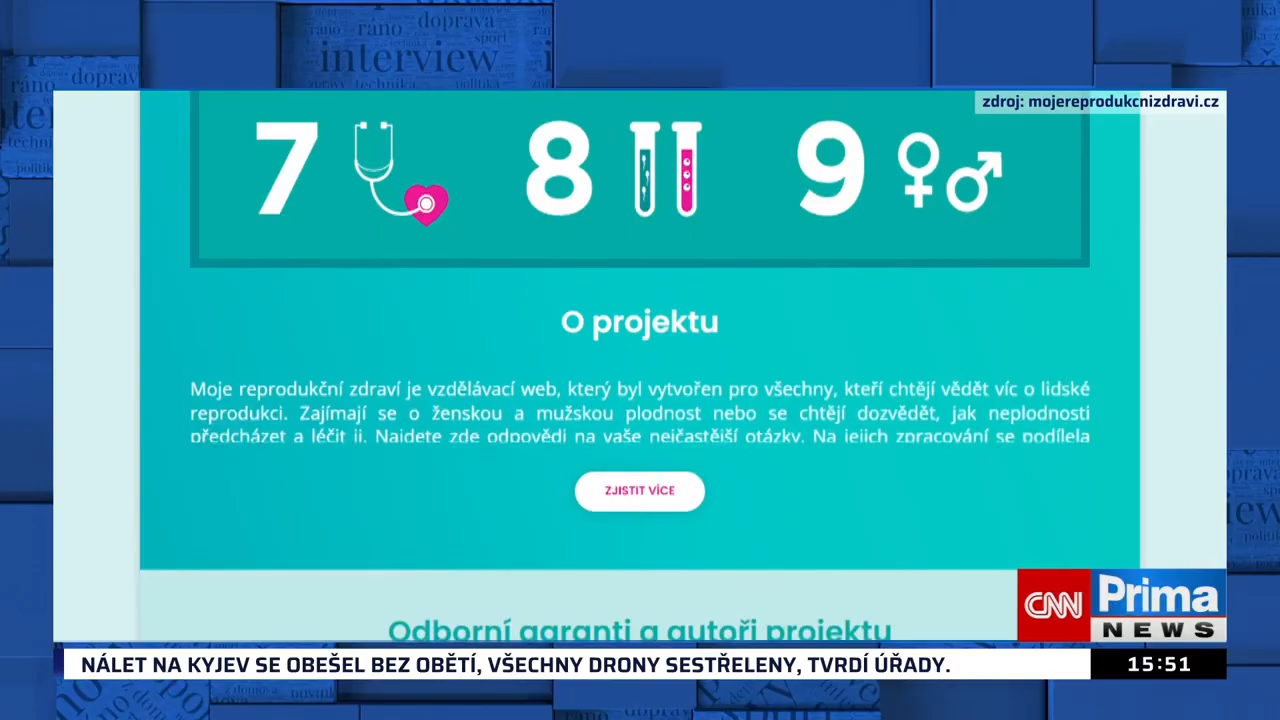 ráno
ráno
doprava
sport
interview
technika
politika
doprav
zdroj: mojereprodukcnizdravi.cz
7
8
9
O projektu
Moje reprodukční zdraví je vzdělávací web, který byl vytvořen pro všechny, kteří chtějí vědět víc o lidské
reprodukci. Zajímají se o ženskou a mužskou plodnost nebo se chtějí dozvědět, jak neplodnosti
předcházet a léčit ji. Najdete zde odpovědi na vaše nejčastější otázky. Na jejich zpracování se podílela
ZJISTIT VÍCE
Odborní garanti a autoři projektu
CNN Prima
NEWS
NÁLET NA KYJEV SE OBEŠEL BEZ OBĚTÍ, VŠECHNY DRONY SESTŘELENY, TVRDÍ ÚŘADY.
15:51